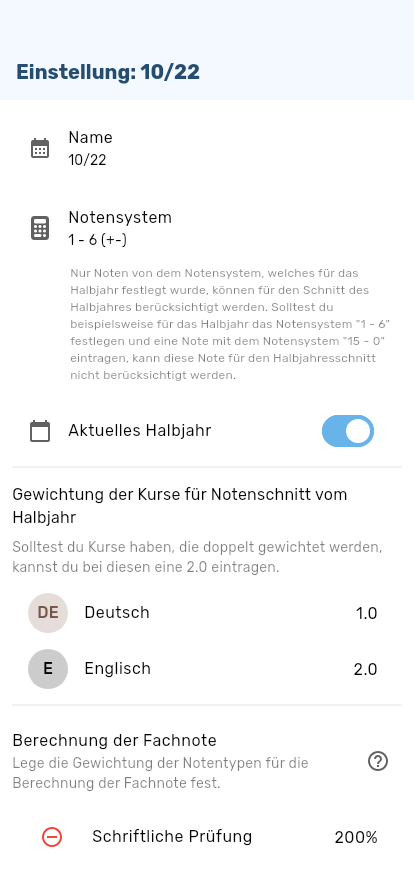 Einstellung: 10/22
Name
10/22
Notensystem
1 - 6 (+-)
Nur Noten von dem Notensystem, welches für das
Halbjahr festlegt wurde, können für den Schnitt des
Halbjahres berücksichtigt werden. Solltest du
beispielsweise für das Halbjahr das Notensystem "1 - 6"
festlegen und eine Note mit dem Notensystem "15 - 0"
eintragen, kann diese Note für den Halbjahresschnitt
nicht berücksichtigt werden.
Aktuelles Halbjahr
Gewichtung der Kurse für Notenschnitt vom
Halbjahr
Solltest du Kurse haben, die doppelt gewichtet werden,
kannst du bei diesen eine 2.0 eintragen.
DE Deutsch 1.0
E Englisch 2.0
Berechnung der Fachnote
Lege die Gewichtung der Notentypen für die
Berechnung der Fachnote fest.
Schriftliche Prüfung 200%